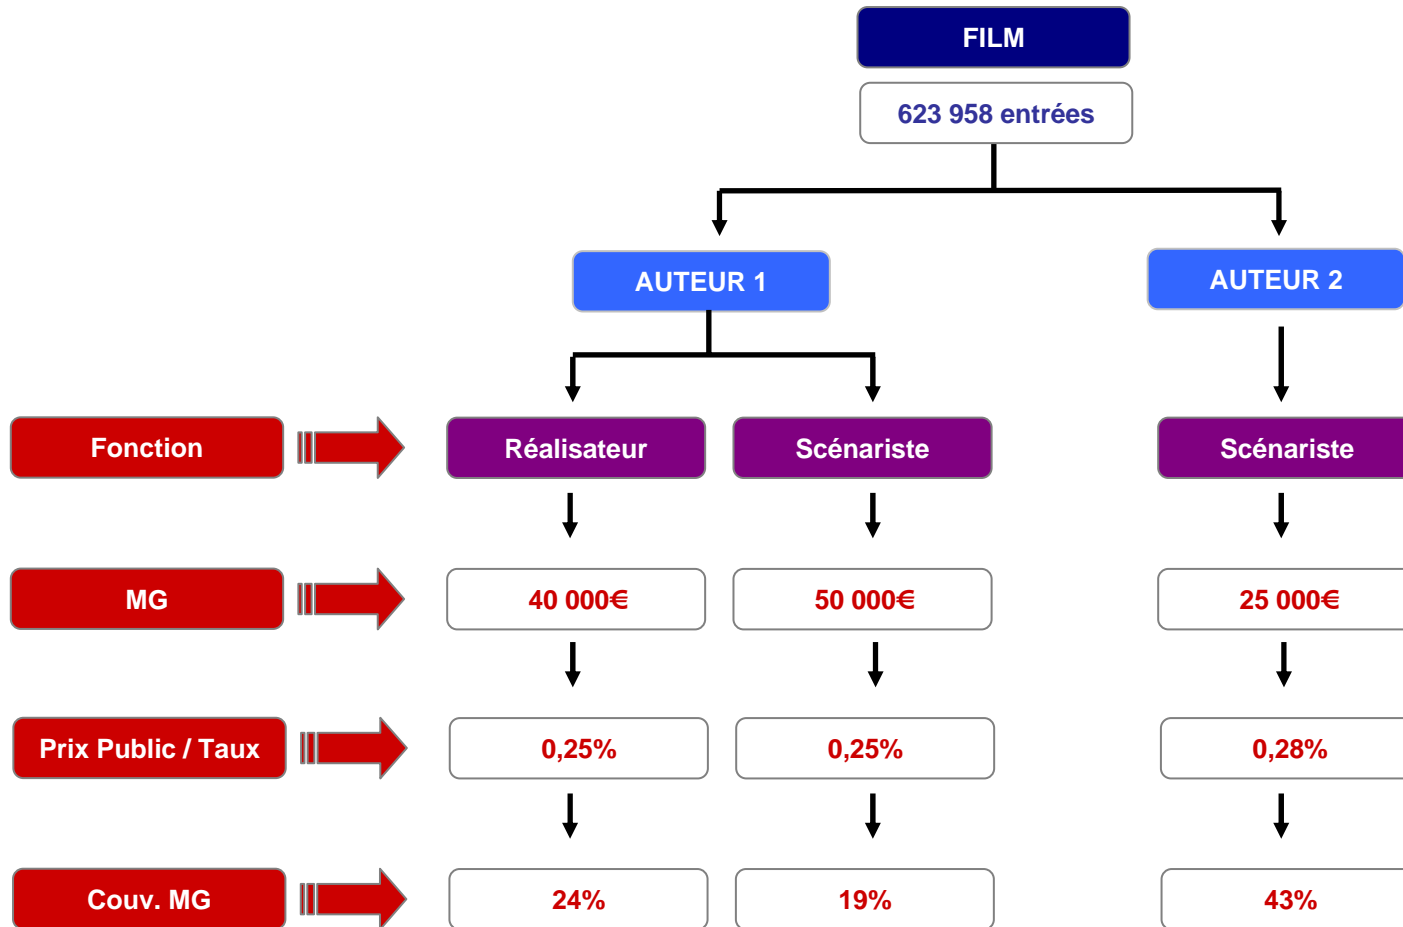 FILM
623 958 entrées
AUTEUR 1
AUTEUR 2
Fonction
Réalisateur
Scénariste
Scénariste
MG
40 000€
50 000€
25 000€
Prix Public / Taux
0,25%
0,25%
0,28%
Couv. MG
24%
19%
43%